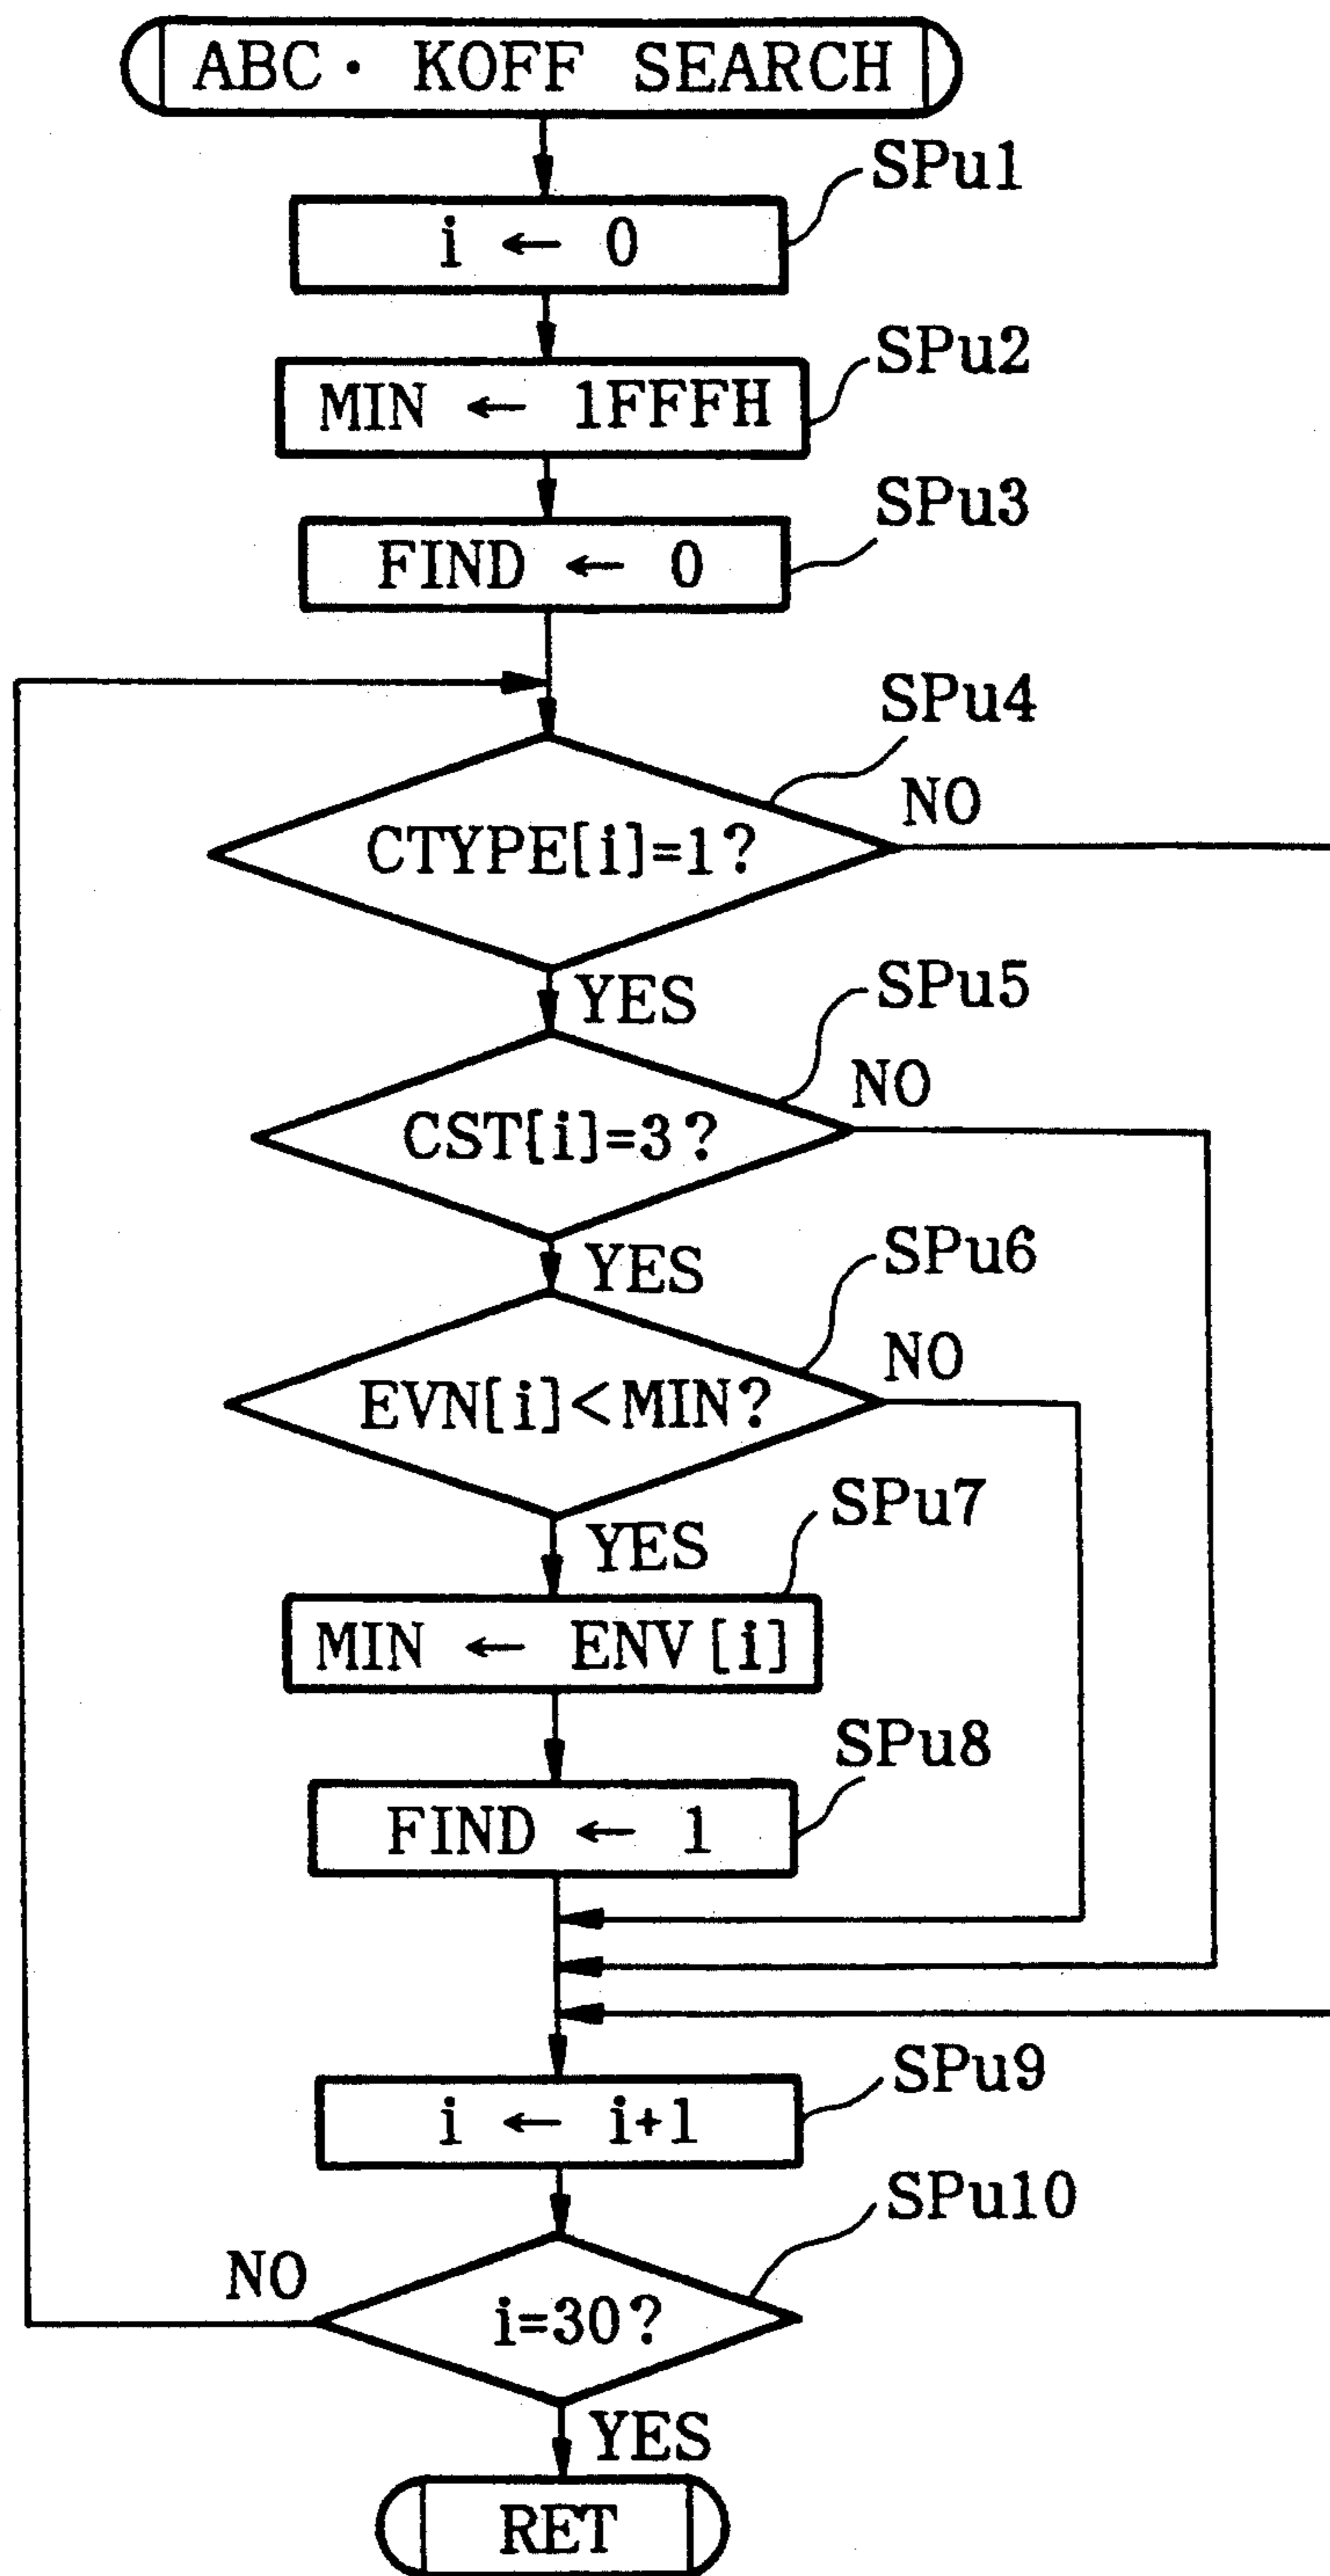 ABC· KOFF SEARCH
SPu1
i ← 0
SPu2
MIN ← 1FFFH
SPu3
FIND ← 0
SPu4
NO
CTYPE[i]=1?
YES
SPu5
NO
CST[i]=3?
YES
SPu6
NO
EVN[i]<MIN?
YES
SPu7
MIN ← ENV[i]
SPu8
FIND ← 1
SPu9
i ← i+1
SPu10
NO
i=30?
YES
RET